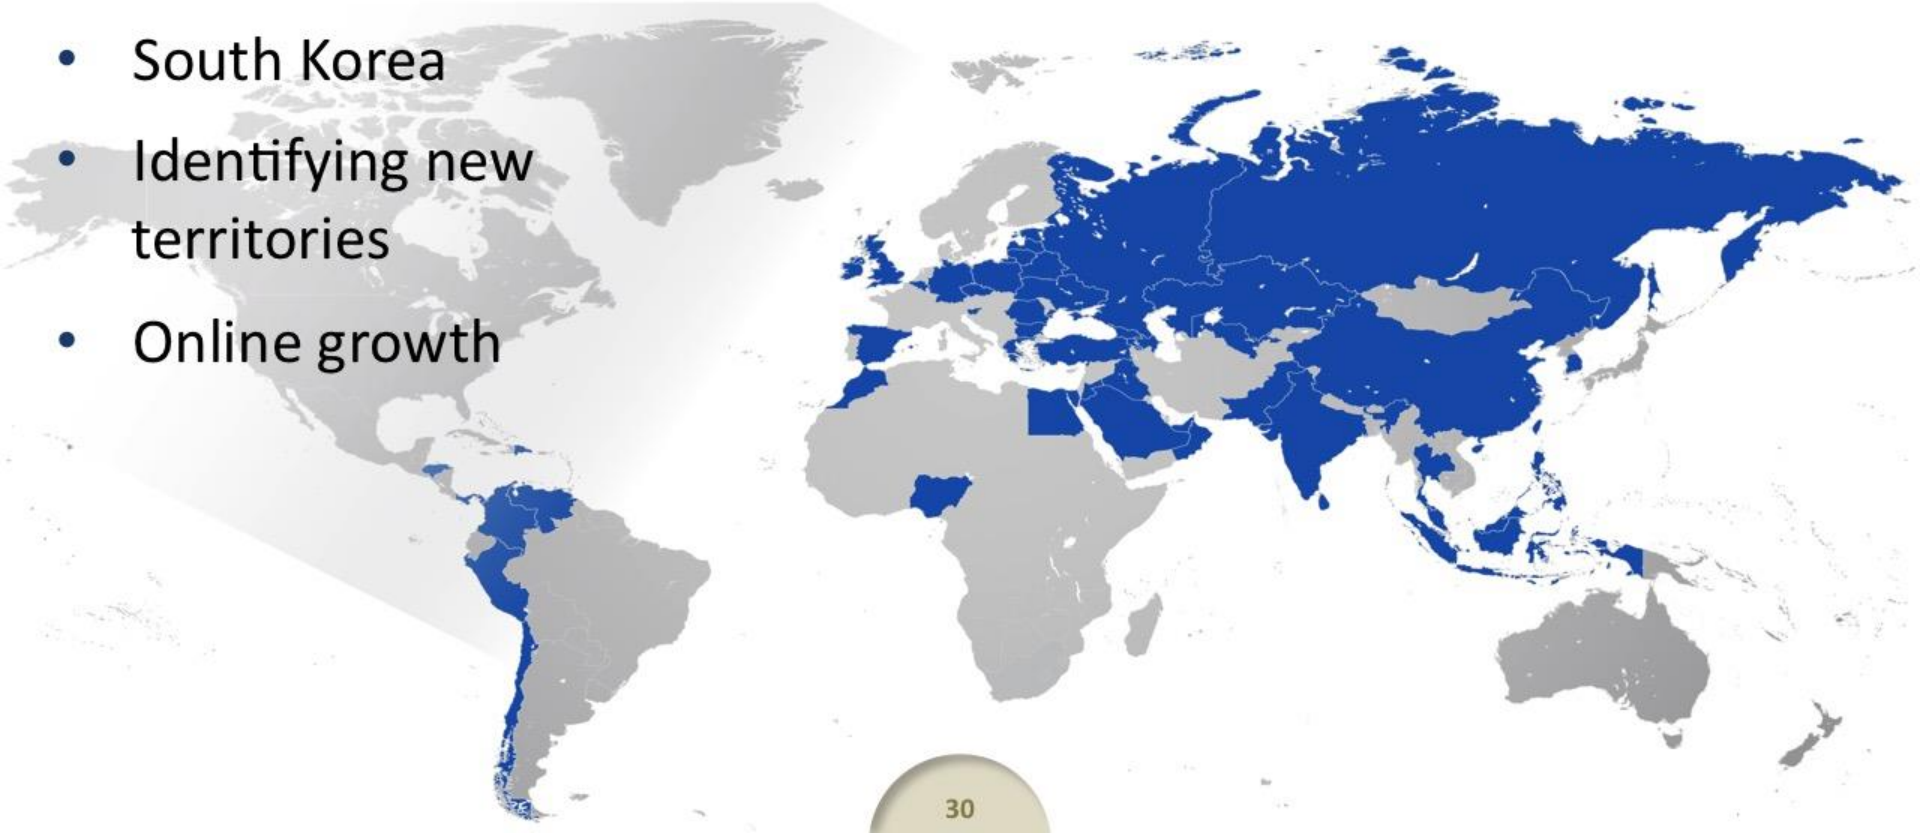 • South Korea
• Identifying new
territories
• Online growth
30